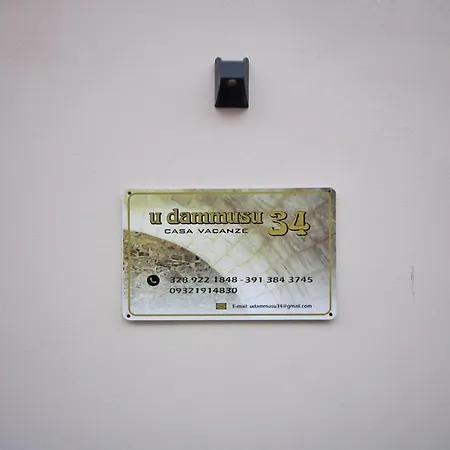 u dammusu 34
CASA VACANZE
328 922 1848 - 391 384 3745
09321914830
E-mail: udammusu34@gmail.com